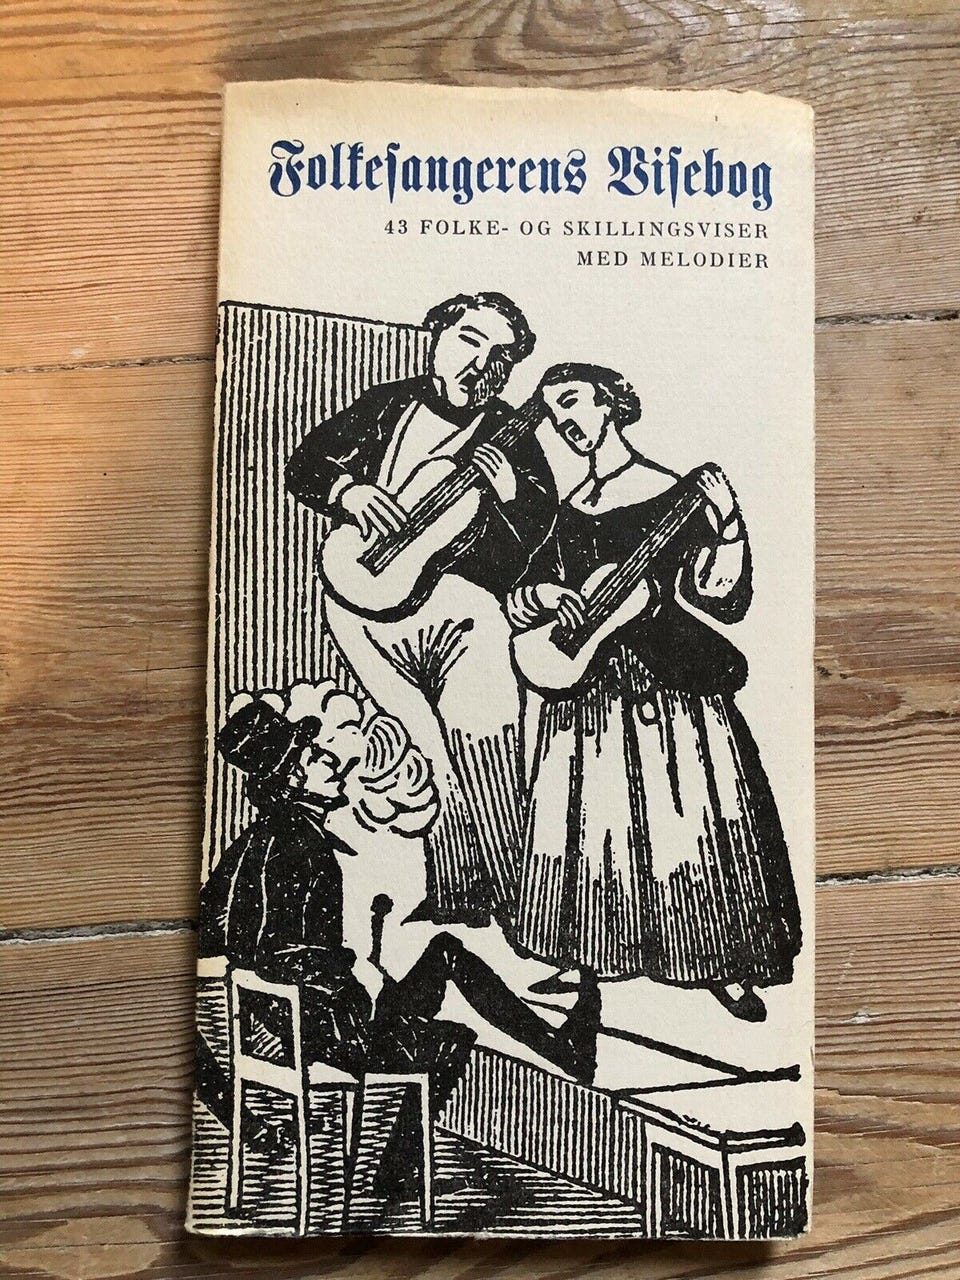 Folkesangerens Visebog
43 FOLKE- OG SKILLINGSVISER
MED MELODIER